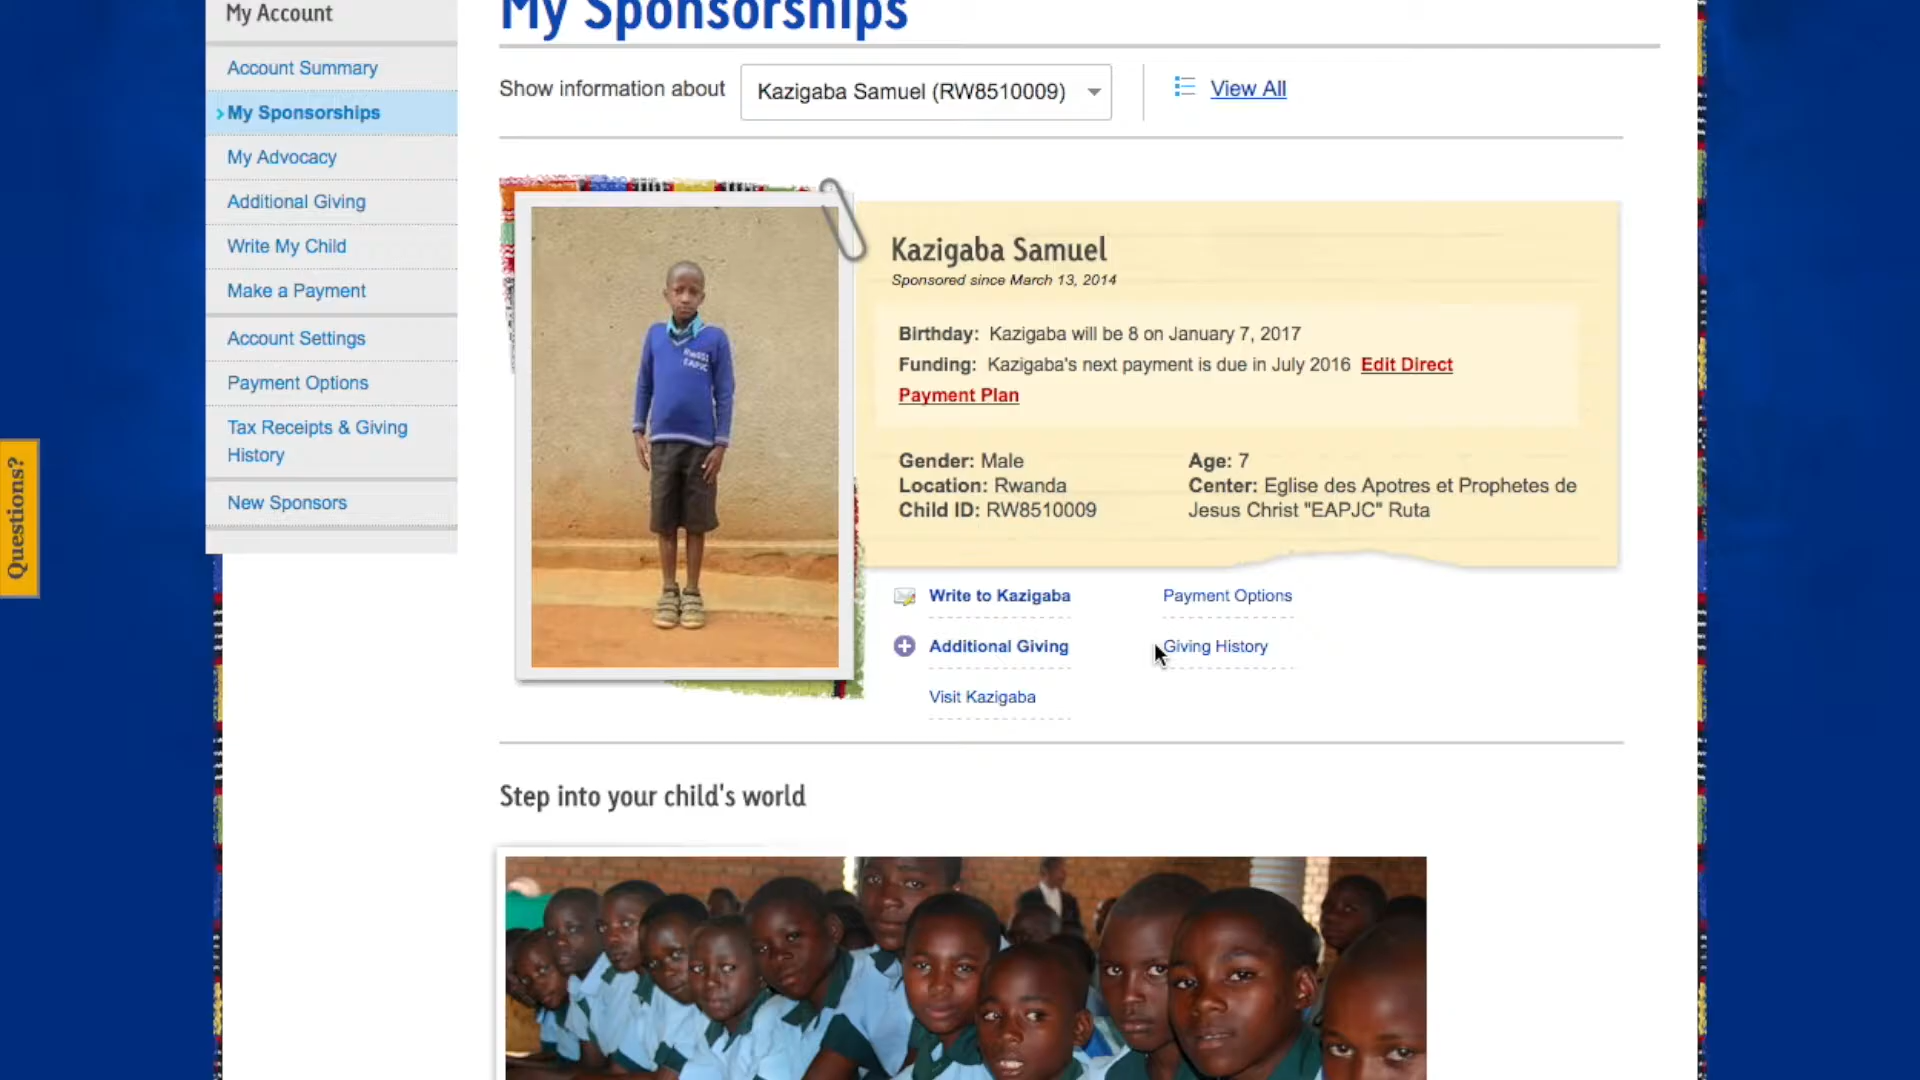 My Account
Account Summary
My Sponsorships
My Advocacy
Additional Giving
Write My Child
Make a Payment
Account Settings
Payment Options
Tax Receipts & Giving
History
New Sponsors
Questions?
My Sponsorships
Show information about
Kazigaba Samuel (RW8510009)
View All
RW851
EAPJC
Kazigaba Samuel
Sponsored since March 13, 2014
Birthday: Kazigaba will be 8 on January 7, 2017
Funding: Kazigaba's next payment is due in July 2016 Edit Direct
Payment Plan
Gender: Male
Location: Rwanda
Child ID: RW8510009
Age: 7
Center: Eglise des Apotres et Prophetes de
Jesus Christ "EAPJC" Ruta
Write to Kazigaba
Payment Options
Additional Giving
Giving History
Visit Kazigaba
Step into your child's world